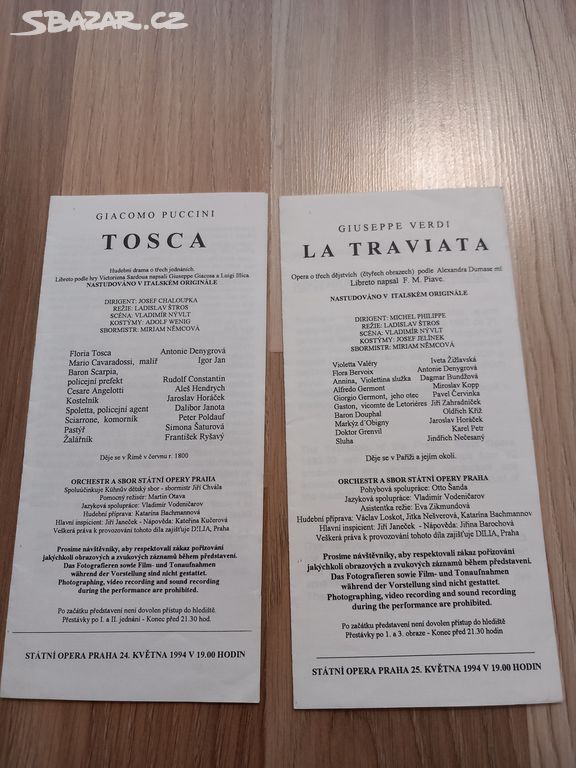 SBAZAR.CZ
GIACOMO PUCCINI
TOSCA
Hudební drama o třech jednáních.
Libreto podle hry Victoriena Sardoua napsali Giuseppe Giacosa a Luigi Illica.
NASTUDOVÁNO V ITALSKÉM ORIGINÁLE
DIRIGENT: JOSEF CHALOUPKA
REŽIE: LADISLAV ŠTROS
SCÉNA: VLADIMÍR NÝVLT
KOSTÝMY: ADOLF WENIG
SBORMISTR: MIRIAM NĚMCOVÁ
Floria Tosca Antonie Denygrová
Mario Cavaradossi, malíř Igor Jan
Baron Scarpia,
policejní prefekt Rudolf Constantin
Cesare Angelotti Aleš Hendrych
Kostelník Jaroslav Horáček
Spoletta, policejní agent Dalibor Janota
Sciarrone, komorník Peter Poldauf
Pastýř Simona Šaturová
Žalářník František Ryšavý
Děje se v Římě v červnu r. 1800
ORCHESTR A SBOR STÁTNÍ OPERY PRAHA
Spoluúčinkuje Kühnův dětský sbor - sbormistr Jiří Chvála
Pomocný režisér: Martin Otava
Jazyková spolupráce: Vladimír Vodeničarov
Hudební příprava: Katarina Bachmannová
Hlavní inspicient: Jiří Janeček - Nápověda: Kateřina Kučerová
Veškerá práva k provozování tohoto díla zajišťuje DILIA, Praha
Prosíme návštěvníky, aby respektovali zákaz pořizování
jakýchkoli obrazových a zvukových záznamů během představení.
Das Fotografieren sowie Film- und Tonaufnahmen
während der Vorstellung sind nicht gestattet.
Photographing, video recording and sound recording
during the performance are prohibited.
Po začátku představení není dovolen přístup do hlediště.
Přestávky po I. a II. jednání - Konec před 21.30 hod.
STÁTNÍ OPERA PRAHA 24. KVĚTNA 1994 V 19.00 HODIN
GIUSEPPE VERDI
LA TRAVIATA
Opera o třech dějstvích (čtyřech obrazech) podle Alexandra Dumase ml
Libreto napsal F. M. Piave.
NASTUDOVÁNO V ITALSKÉM ORIGINÁLE
DIRIGENT: MICHEL PHILIPPE
REŽIE: LADISLAV ŠTROS
SCÉNA: VLADIMÍR NÝVLT
KOSTÝMY: JOSEF JELÍNEK
SBORMISTR: MIRIAM NĚMCOVÁ
Violetta Valéry Iveta Žižlavská
Flora Bervoix Antonie Denygrová
Annina, Violettina služka Dagmar Bundžová
Alfredo Germont Miroslav Kopp
Giorgio Germont, jeho otec Pavel Červinka
Gaston, vicomte de Letoriéres Jiří Zahradníček
Baron Douphal Oldřich Kříž
Markýz d'Obigny Jaroslav Horáček
Doktor Grenvil Karel Petr
Sluha Jindřich Nečesaný
Děje se v Paříži a jejím okolí.
ORCHESTR A SBOR STÁTNÍ OPERY PRAHA
Pohybová spolupráce: Otto Šanda
Jazyková spolupráce: Vladimír Vodeničarov
Asistentka režie: Eva Zikmundová
Hudební příprava: Václav Loskot, Jitka Nešverová, Katarina Bachmannov
Hlavní inspicient: Jiří Janeček - Nápověda: Jiřina Barochová
Veškerá práva k provozování tohoto díla zajišťuje DILIA, Praha
Prosíme návštěvníky, aby respektovali zákaz pořizování
jakýchkoli obrazových a zvukových záznamů během představení.
Das Fotografieren sowie Film- und Tonaufnahmen
während der Vorstellung sind nicht gestattet.
Photographing, video recording and sound recording
during the performance are prohibited.
Po začátku představení není dovolen přístup do hlediště
Přestávky po 1. a 3. obraze - Konec před 21.30 hodin
STÁTNÍ OPERA PRAHA 25. KVĚTNA 1994 V 19.00 HODIN